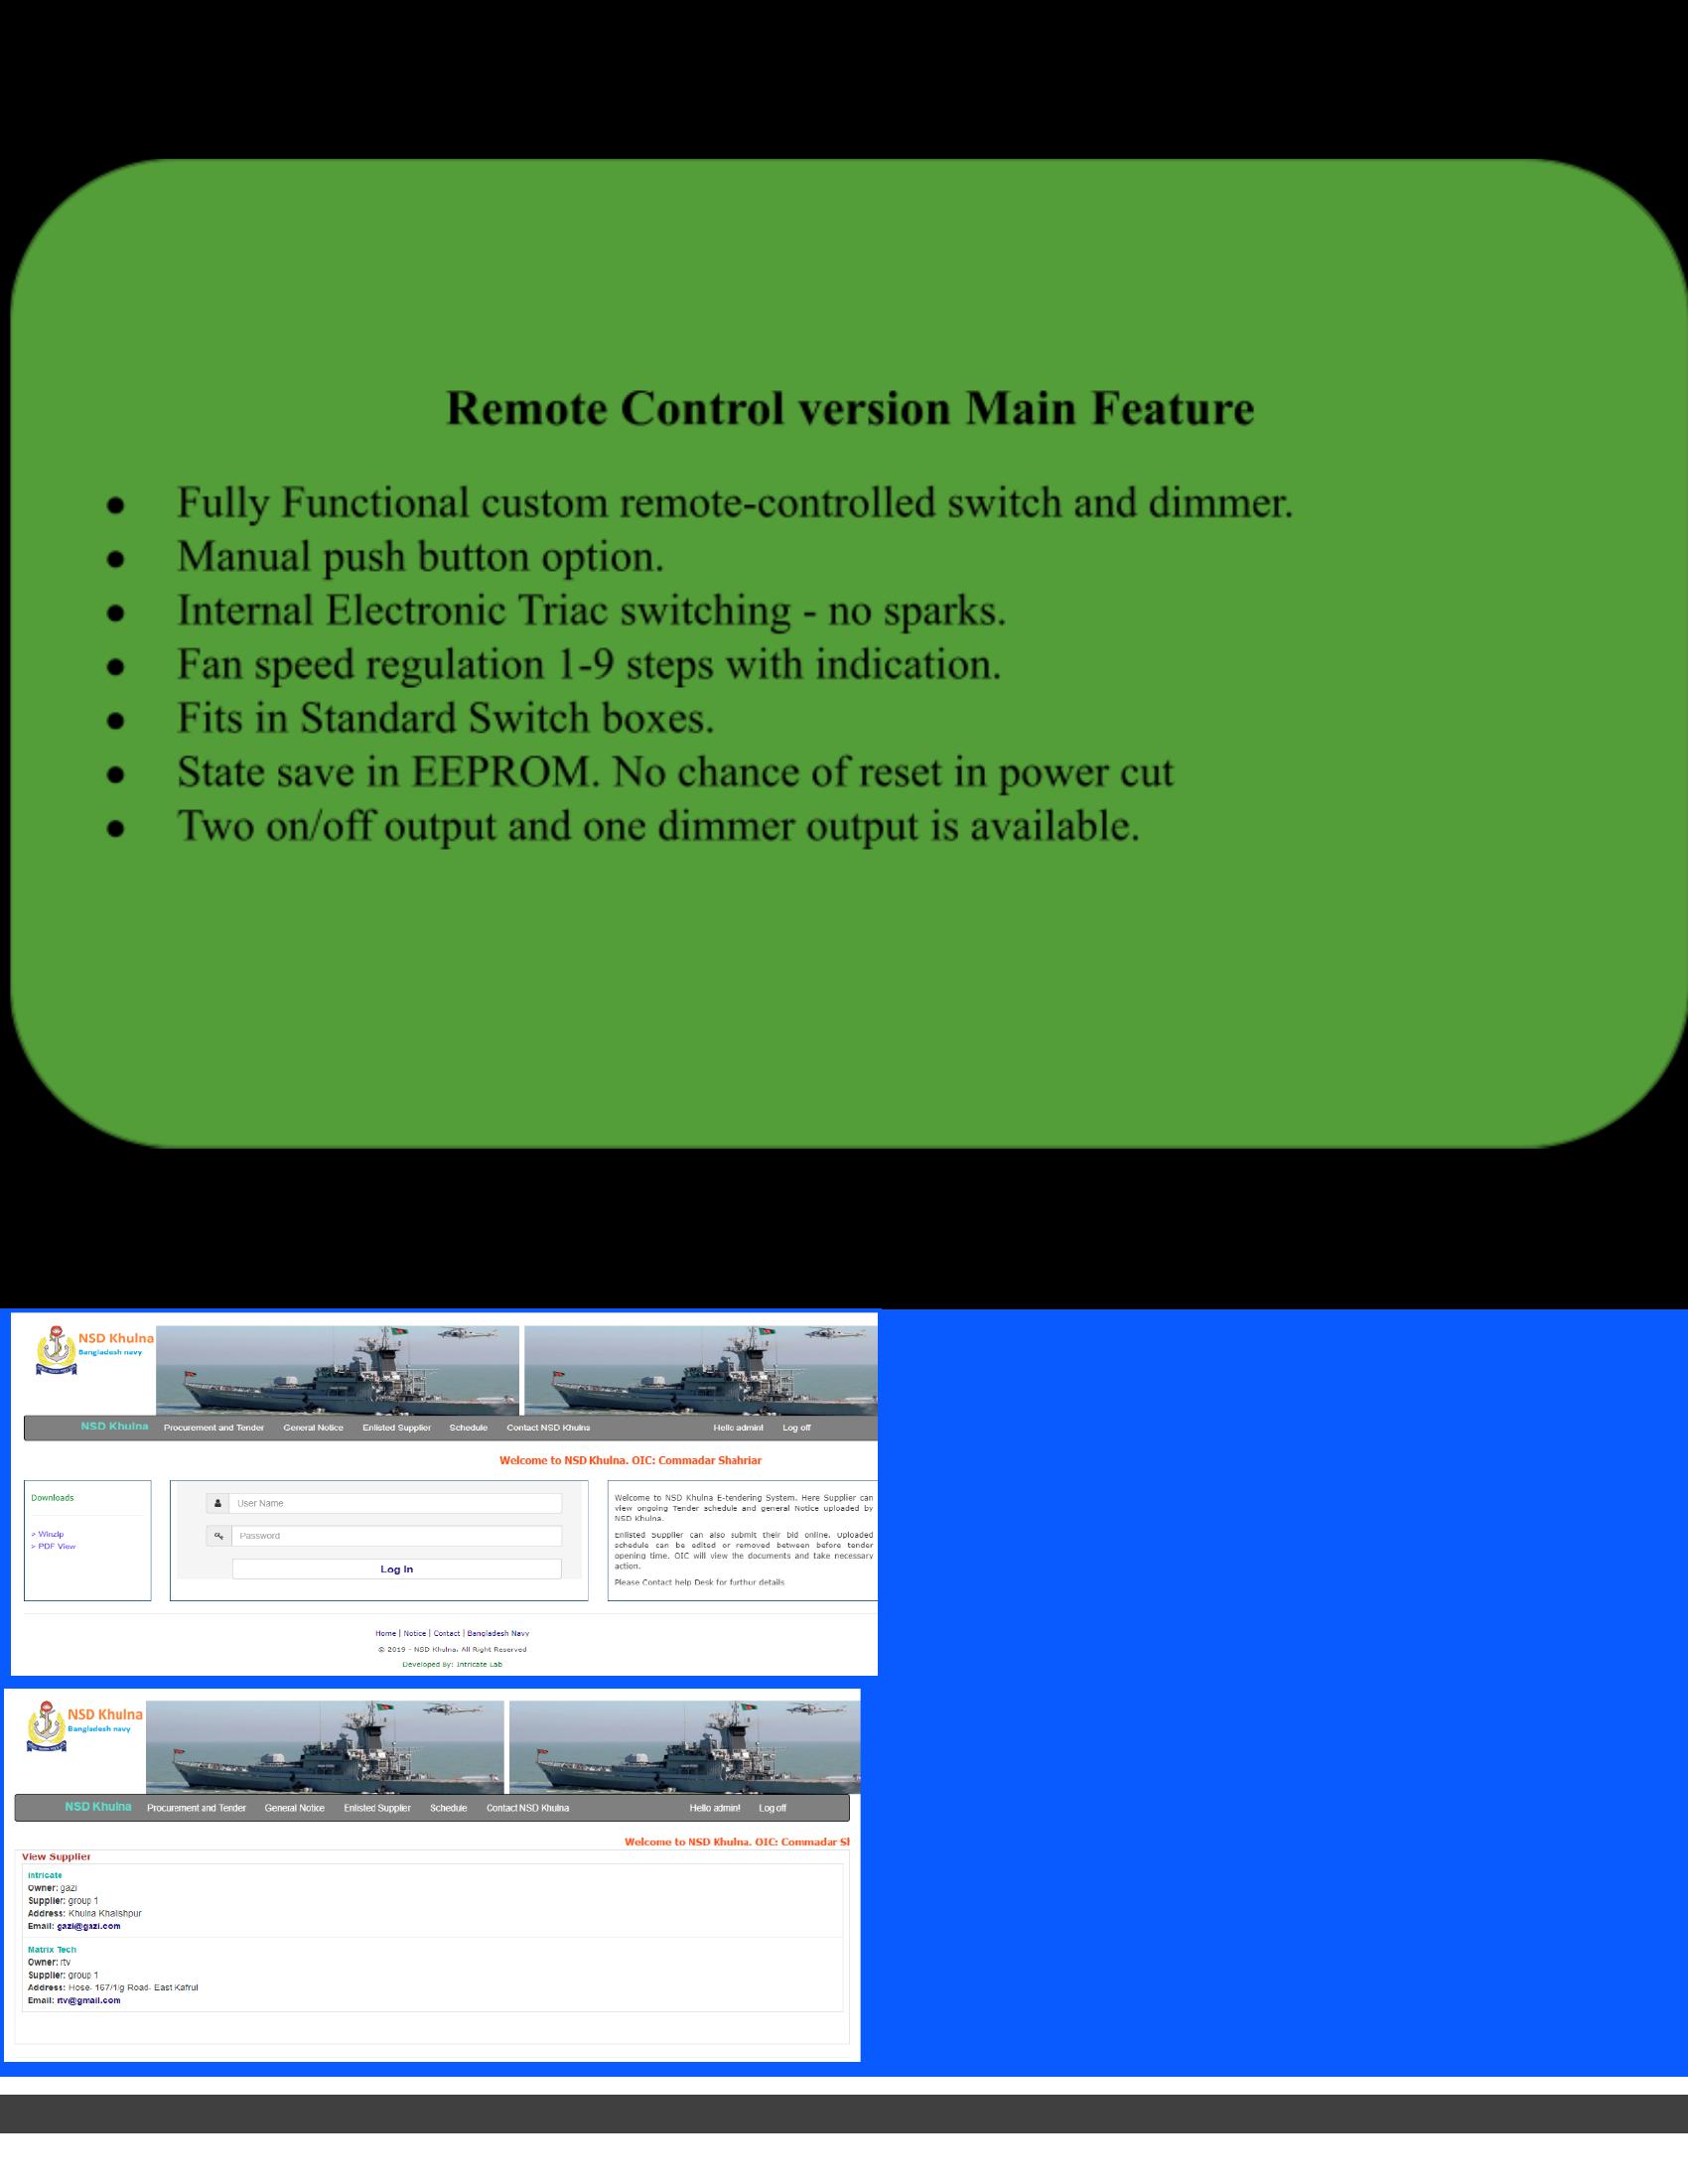 Remote Control version Main Feature
● Fully Functional custom remote-controlled switch and dimmer.
● Manual push button option.
● Internal Electronic Triac switching - no sparks.
● Fan speed regulation 1-9 steps with indication.
● Fits in Standard Switch boxes.
● State save in EEPROM. No chance of reset in power cut
● Two on/off output and one dimmer output is available.
NSD Khulna
Bangladesh navy
NSD Khulna Procurement and Tender General Notice Enlisted Supplier Schedule Contact NSD Khulna Hello admin! Log off
Welcome to NSD Khulna. OIC: Commadar Shahriar
Downloads
> Winzip
> PDF View
User Name
Password
Log In
Welcome to NSD Khulna E-tendering System. Here Supplier can
view ongoing Tender schedule and general Notice uploaded by
NSD Khulna.
Enlisted Supplier can also submit their bid online. Uploaded
schedule can be edited or removed between before tender
opening time. OIC will view the documents and take necessary
action.
Please Contact help Desk for furthur details
Home | Notice | Contact | Bangladesh Navy
© 2019 - NSD Khulna. All Right Reserved
Developed By: Intricate Lab
NSD Khulna
Bangladesh navy
NSD Khulna Procurement and Tender General Notice Enlisted Supplier Schedule Contact NSD Khulna Hello admin! Log off
Welcome to NSD Khulna. OIC: Commadar Sl
View Supplier
Intricate
Owner: gazi
Supplier: group 1
Address: Khulna Khalshpur
Email: gazi@gazi.com
Matrix Tech
Owner: rtv
Supplier: group 1
Address: Hose- 167/1/g Road- East Kafrul
Email: rtv@gmail.com